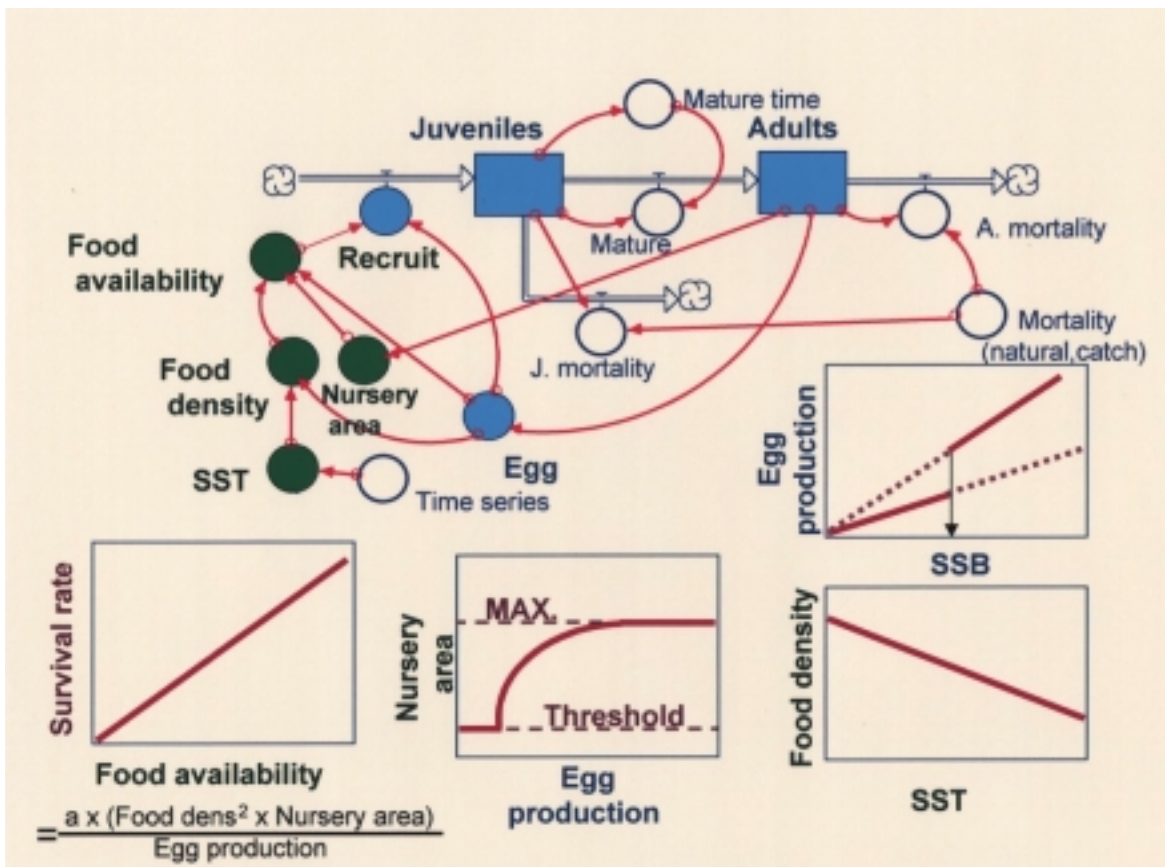 Mature time
Juveniles
Adults
Food
availability
Recruit
Mature
A. mortality
Food
density
Nursery
area
J. mortality
Mortality
(natural,catch)
SST
Egg
Time series
Egg
production
SSB
Survival rate
Food availability
= a x (Food dens² x Nursery area)
Egg production
Nursery
area
MAX.
Threshold
Egg
production
Food density
SST